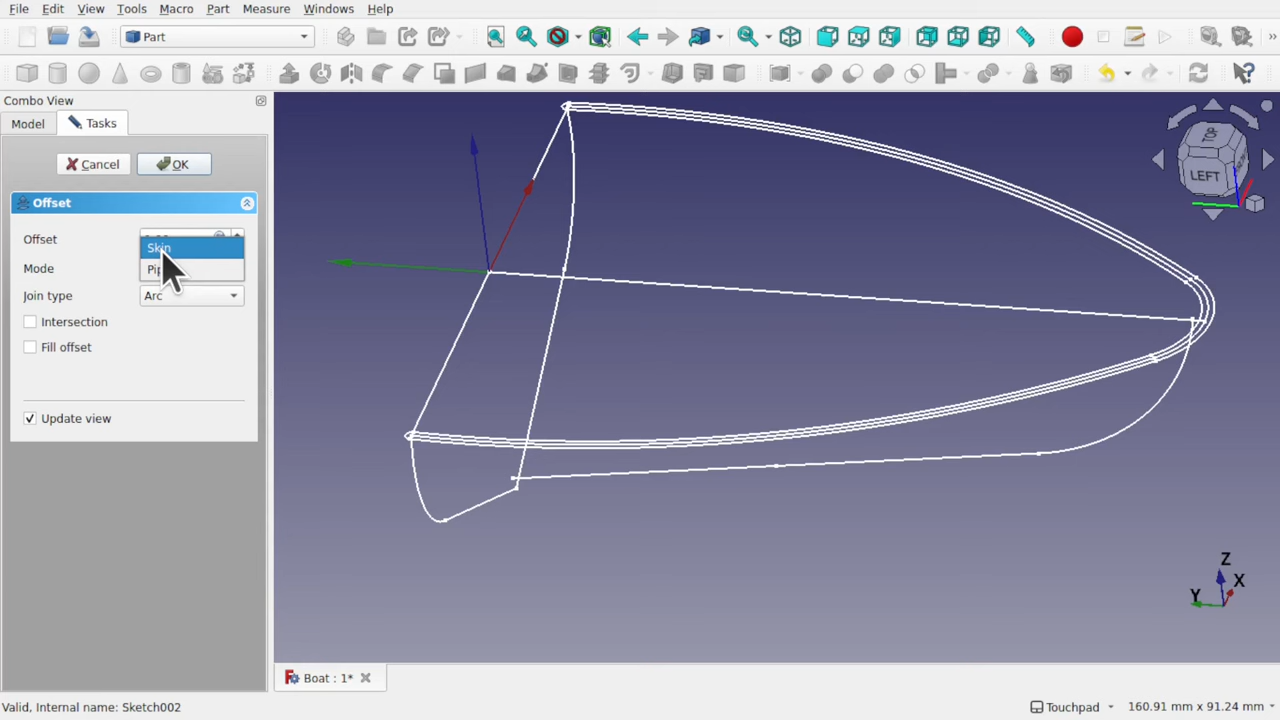 File Edit View Tools Macro Part Measure Windows Help
Part
Combo View
Model Tasks
Cancel OK
Offset
Offset
Skin
Mode
Join type Arc
Intersection
Fill offset
Update view
TOP
LEFT
Z
X
Y
Boat : 1*
Valid, Internal name: Sketch002
Touchpad 160.91 mm x 91.24 mm